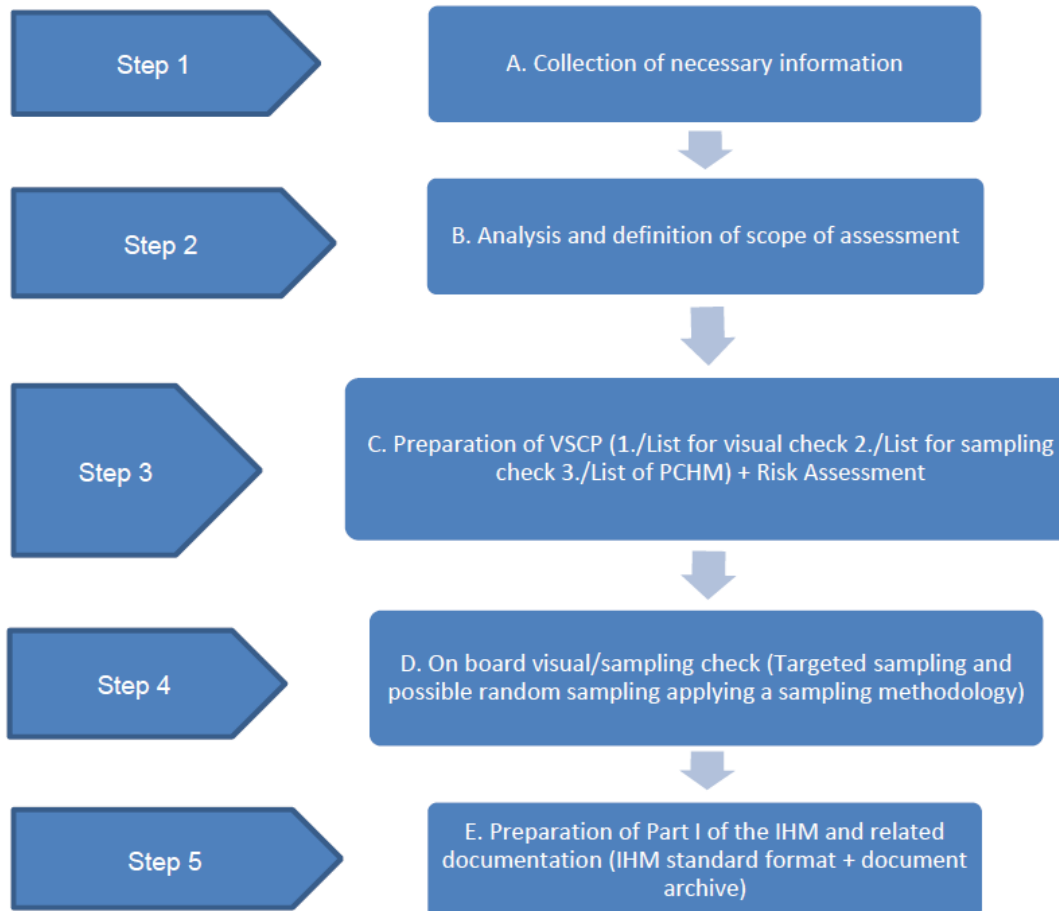 Step 1
A. Collection of necessary information
Step 2
B. Analysis and definition of scope of assessment
Step 3
C. Preparation of VSCP (1./List for visual check 2./List for sampling
check 3./List of PCHM) + Risk Assessment
Step 4
D. On board visual/sampling check (Targeted sampling and
possible random sampling applying a sampling methodology)
Step 5
E. Preparation of Part I of the IHM and related
documentation (IHM standard format + document
archive)